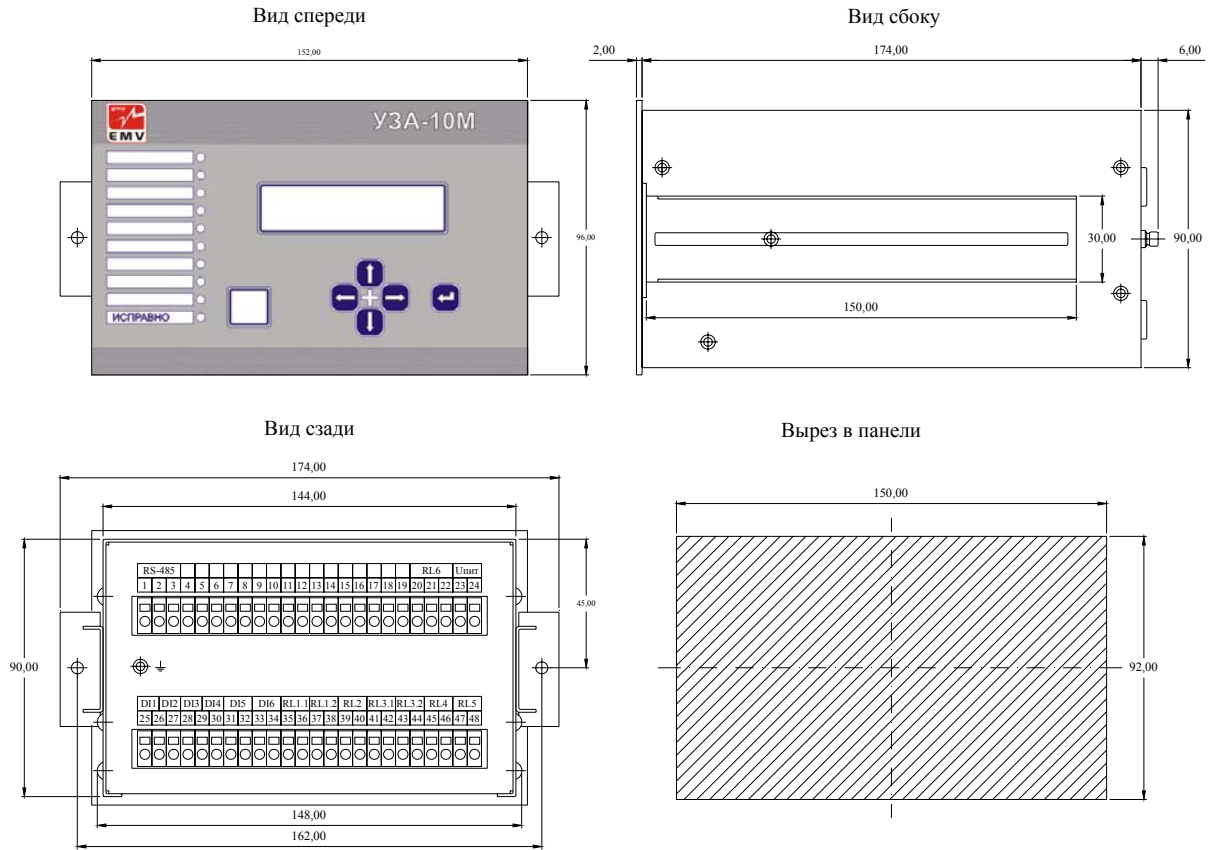 Вид спереди
152,00
EMV
УЗА-10М
ИСПРАВНО
96,00
Вид сбоку
2,00
174,00
6,00
30,00
90,00
150,00
Вид сзади
174,00
144,00
RS-485 RL6 Uпит
1 2 3 4 5 6 7 8 9 10 11 12 13 14 15 16 17 18 19 20 21 22 23 24
45,00
90,00
DI1 DI2 DI3 DI4 DI5 DI6 RL1.1 RL1.2 RL2 RL3.1 RL3.2 RL4 RL5
25 26 27 28 29 30 31 32 33 34 35 36 37 38 39 40 41 42 43 44 45 46 47 48
148,00
162,00
Вырез в панели
150,00
92,00